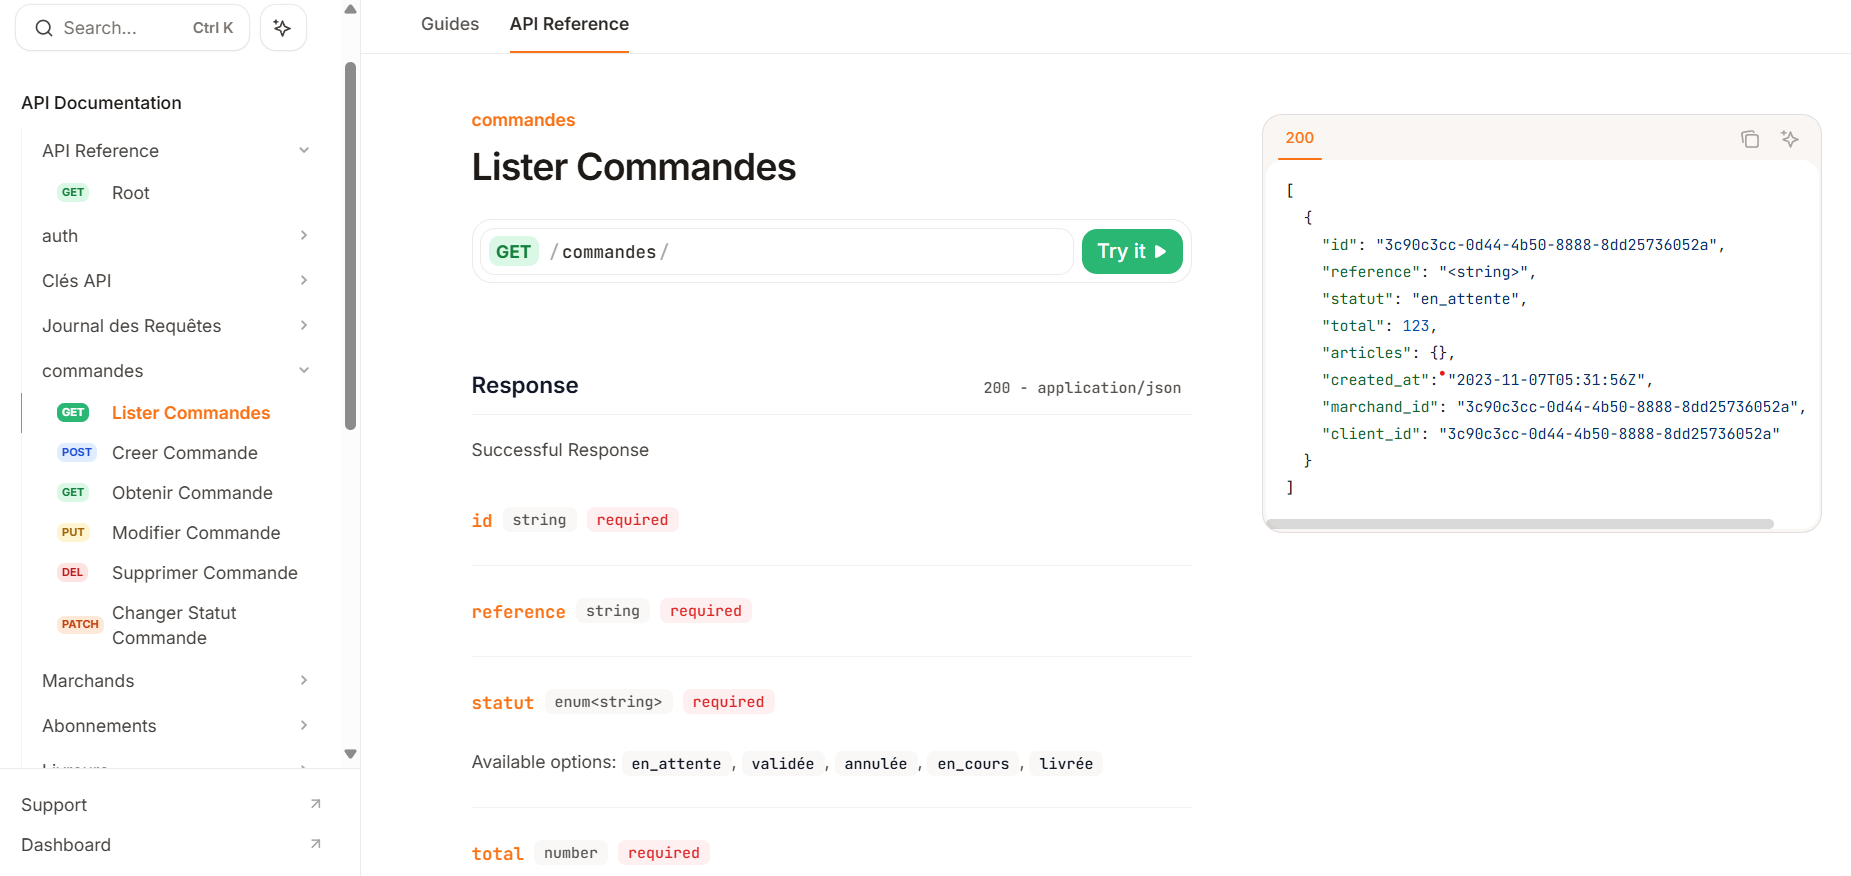 Search...
Ctrl K
API Documentation
API Reference
GET Root
auth
Clés API
Journal des Requêtes
commandes
GET Lister Commandes
POST Creer Commande
GET Obtenir Commande
PUT Modifier Commande
DEL Supprimer Commande
PATCH Changer Statut
Commande
Marchands
Abonnements
Support
Dashboard
Guides
API Reference
commandes
Lister Commandes
GET /commandes/
Try it
Response
200 - application/json
Successful Response
id string required
reference string required
statut enum<string> required
Available options: en_attente, validée, annulée, en_cours, livrée
total number required
200
[
{
"id": "3c90c3cc-0d44-4b50-8888-8dd25736052a",
"reference": "<string>",
"statut": "en_attente",
"total": 123,
"articles": {},
"created_at": "2023-11-07T05:31:56Z",
"marchand_id": "3c90c3cc-0d44-4b50-8888-8dd25736052a",
"client_id": "3c90c3cc-0d44-4b50-8888-8dd25736052a"
}
]